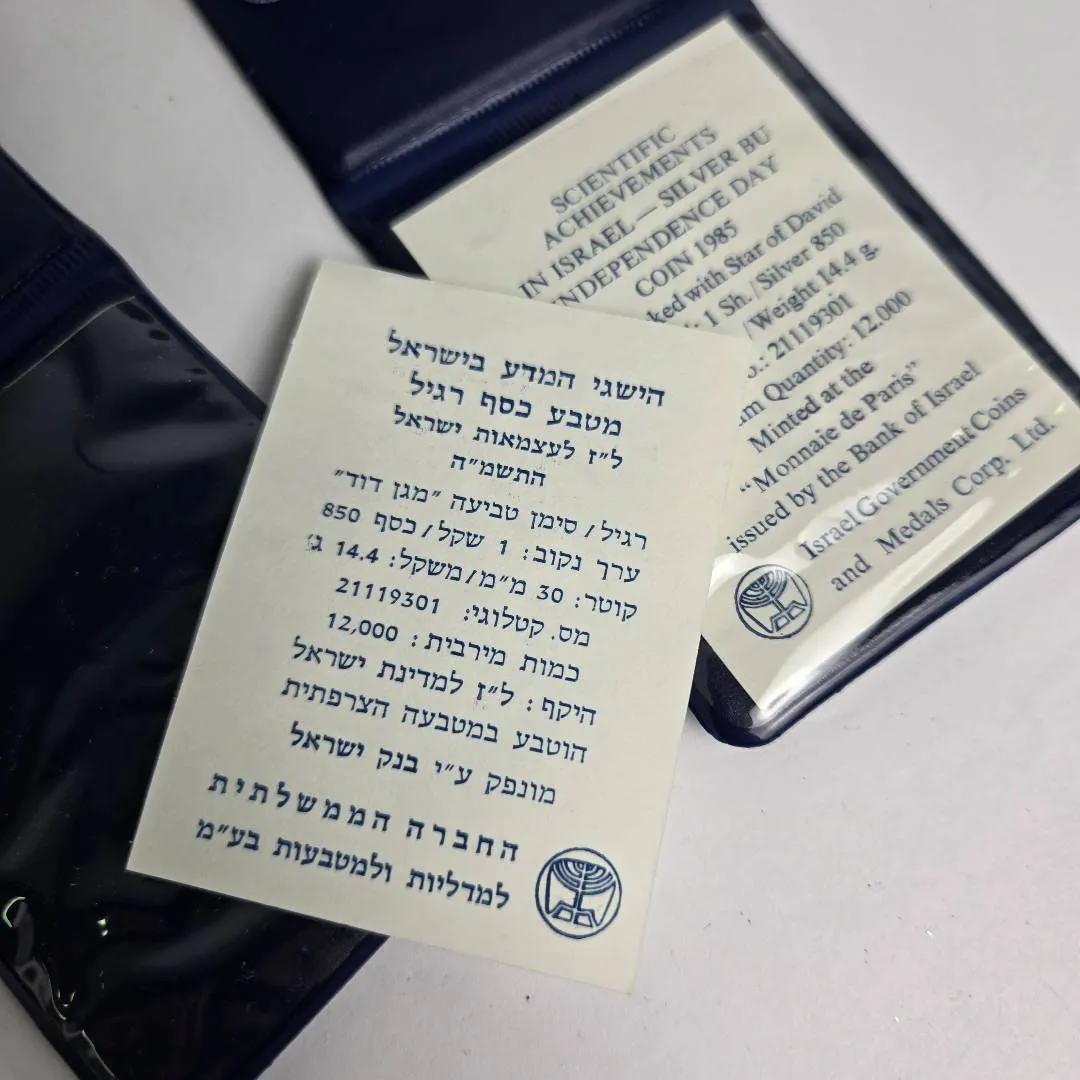 SCIENTIFIC
ACHIEVEMENTS
IN ISRAEL — SILVER BU
NDEPENDENCE DAY
COIN 1985
ked with Star of David
1 Sh./Silver 850
/Weight 14.4 g.
o.: 21119301
m Quantity: 12.000
Minted at the
“Monnaie de Paris”
issued by the Bank of Israel
Israel Government Coins
and Medals Corp. Ltd.
הישגי המדע בישראל
מטבע כסף רגיל
ל״ז לעצמאות ישראל
התשמ״ה
רגיל/סימן טביעה ״מגן דוד״
ערך נקוב: 1 שקל/כסף 850
קוטר: 30 מ״מ/משקל: 14.4 ג׳
מס. קטלוגי: 21119301
כמות מירבית: 12,000
היקף: ל״ז למדינת ישראל
הוטבע במטבעה הצרפתית
מונפק ע״י בנק ישראל
החברה הממשלתית
למדליות ולמטבעות בע״מ